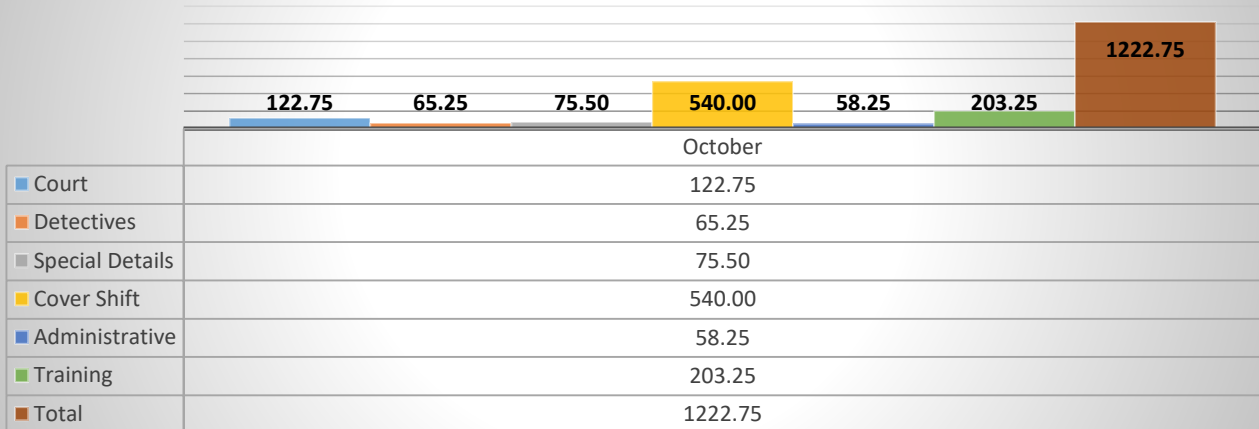 1222.75
122.75 65.25 75.50 540.00 58.25 203.25
October
Court 122.75
Detectives 65.25
Special Details 75.50
Cover Shift 540.00
Administrative 58.25
Training 203.25
Total 1222.75